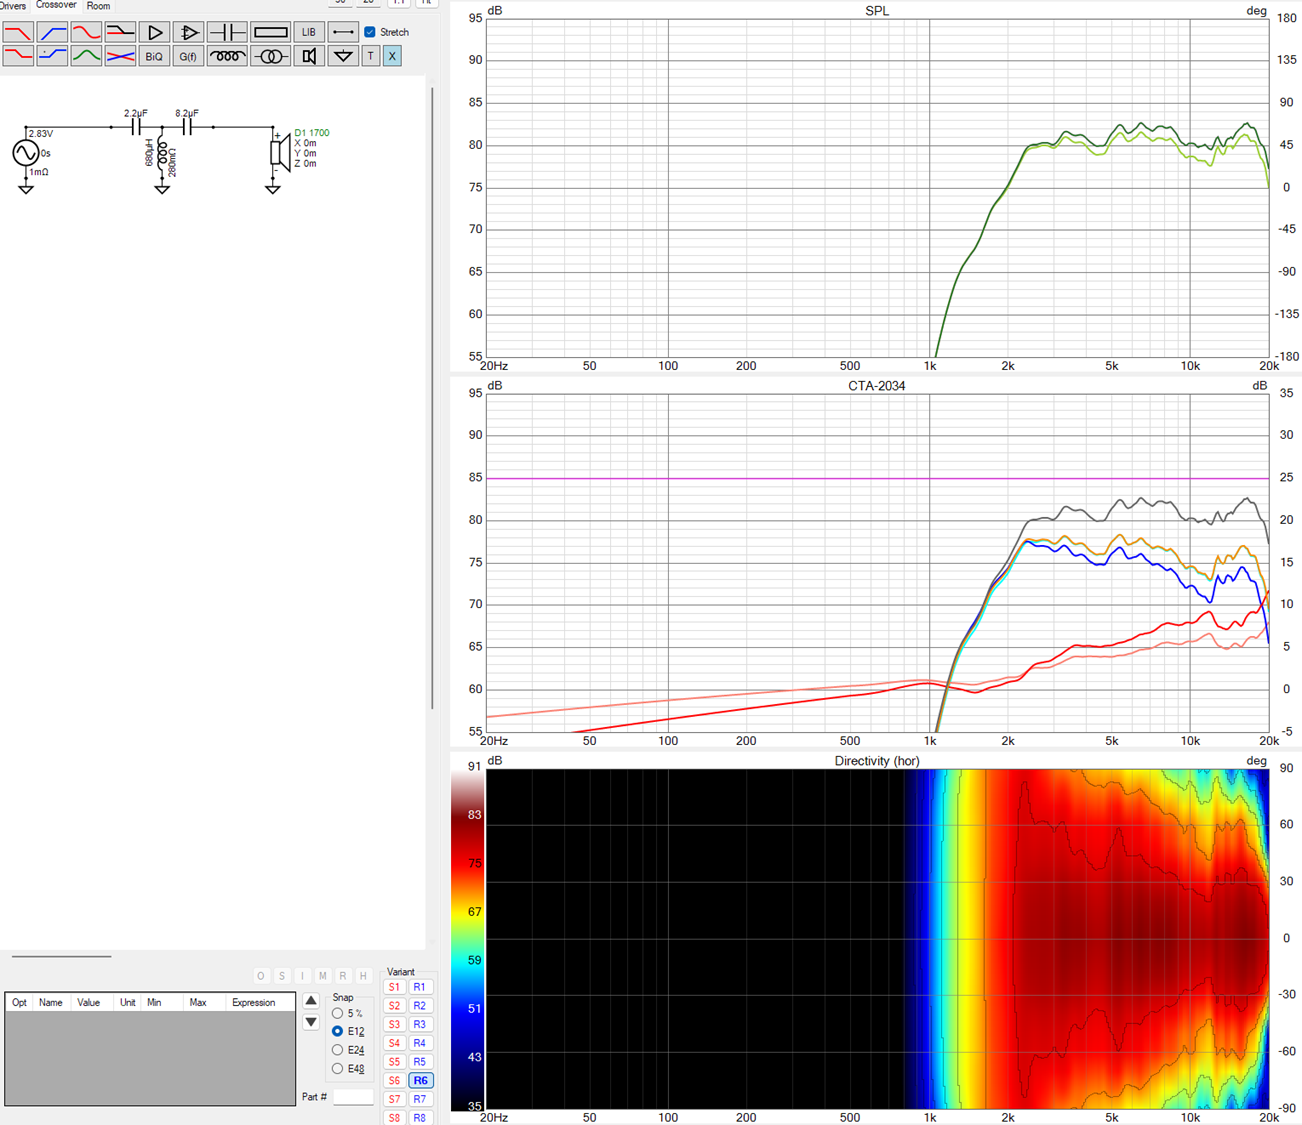 Drivers Crossover Room
LIB Stretch
BiQ G(f) T X
2.2µF 8.2µF
2.83V
0s
1mΩ
680µH
280mΩ
+
-
D1 1700
X 0m
Y 0m
Z 0m
O S I M R H
Variant
S1 R1
S2 R2
S3 R3
S4 R4
S5 R5
S6 R6
S7 R7
S8 R8
Opt Name Value Unit Min Max Expression
Snap
5 %
E12
E24
E48
Part #
dB SPL deg
95 180
90 135
85 90
80 45
75 0
70 -45
65 -90
60 -135
55 -180
20Hz 50 100 200 500 1k 2k 5k 10k 20k
dB CTA-2034 dB
95 35
90 30
85 25
80 20
75 15
70 10
65 5
60 0
55 -5
20Hz 50 100 200 500 1k 2k 5k 10k 20k
dB Directivity (hor) deg
91 90
83
60
75
30
67
0
59
-30
51
-60
43
35 -90
20Hz 50 100 200 500 1k 2k 5k 10k 20k